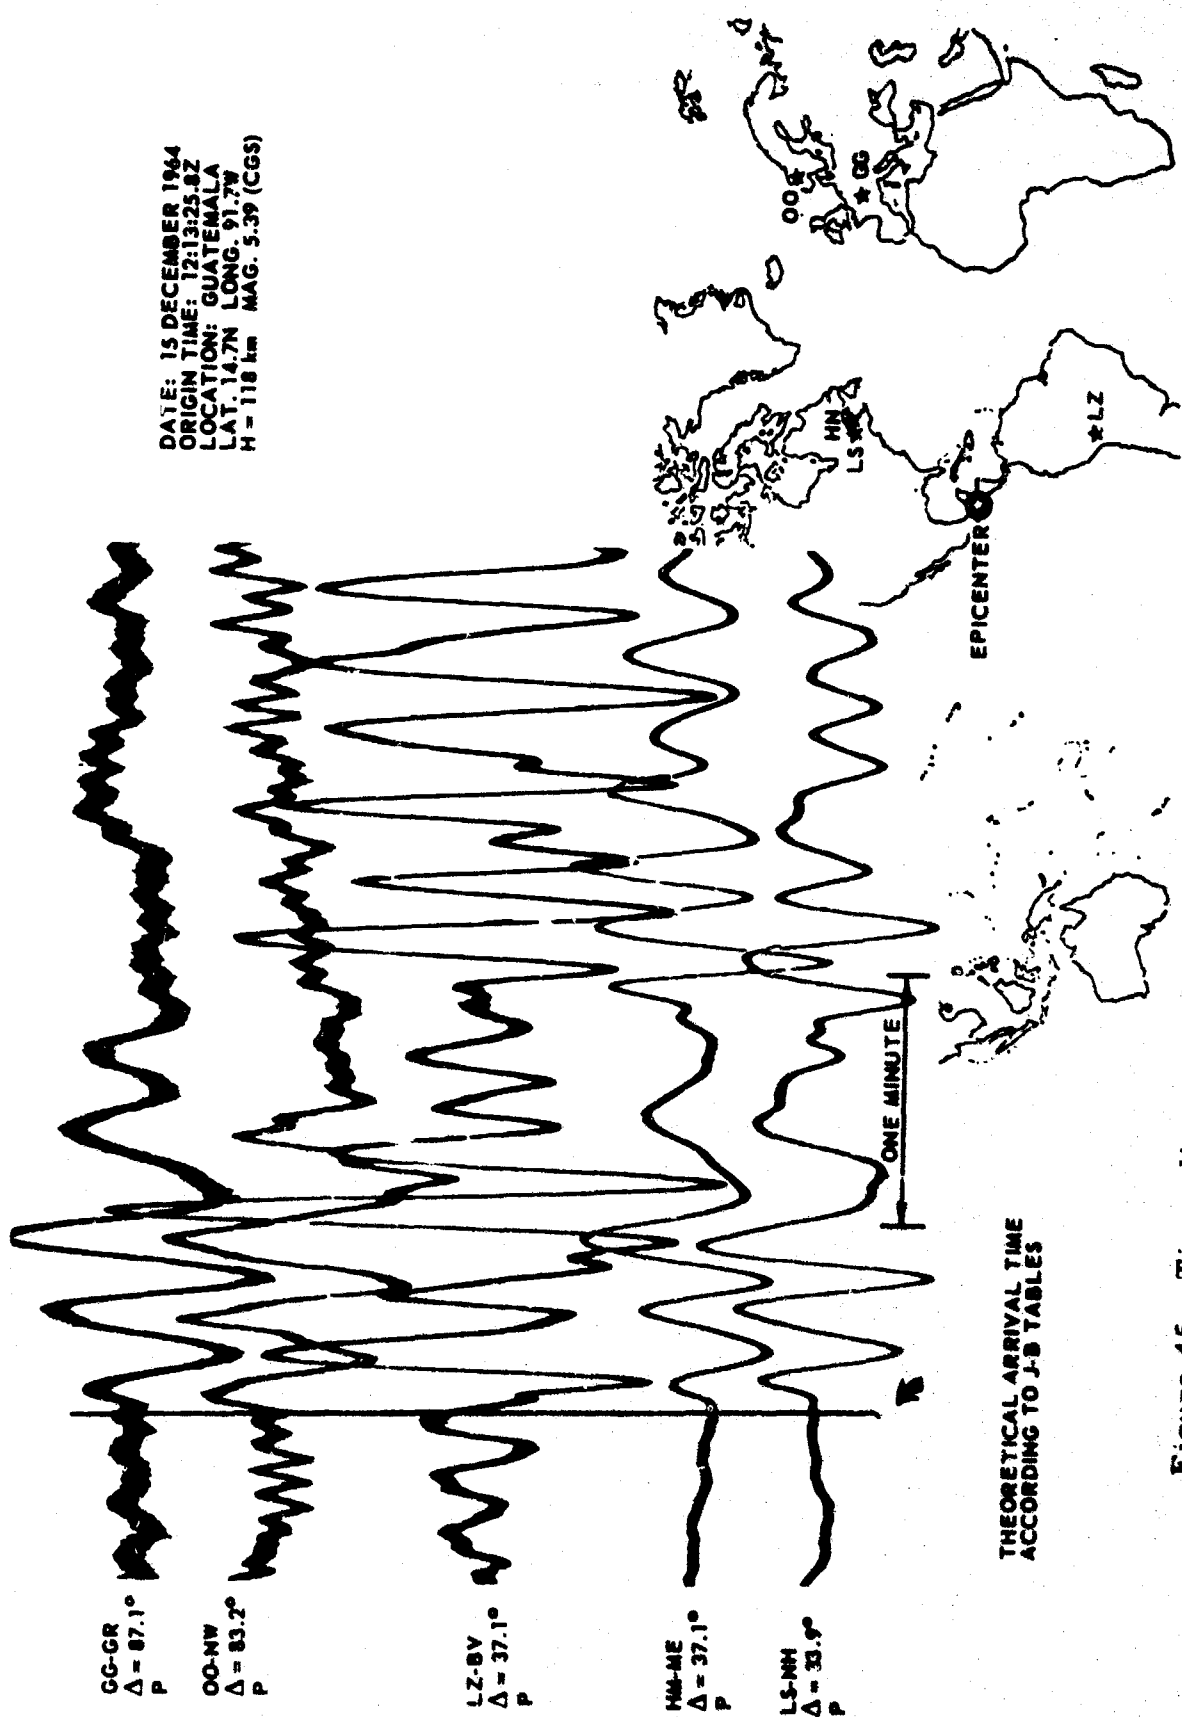 DATE: 15 DECEMBER 1964
ORIGIN TIME: 12:13:25.8Z
LOCATION: GUATEMALA
LAT. 14.7N LONG. 91.7W
H = 118 km MAG. 5.39 (CGS)
GG-GR
Δ = 87.1°
P
OO-NW
Δ = 83.2°
P
LZ-BV
Δ = 37.1°
P
HM-ME
Δ = 37.1°
P
LS-NH
Δ = 33.9°
P
ONE MINUTE
THEORETICAL ARRIVAL TIME
ACCORDING TO J-B TABLES
OO
GG
HN
LS
LZ
EPICENTER